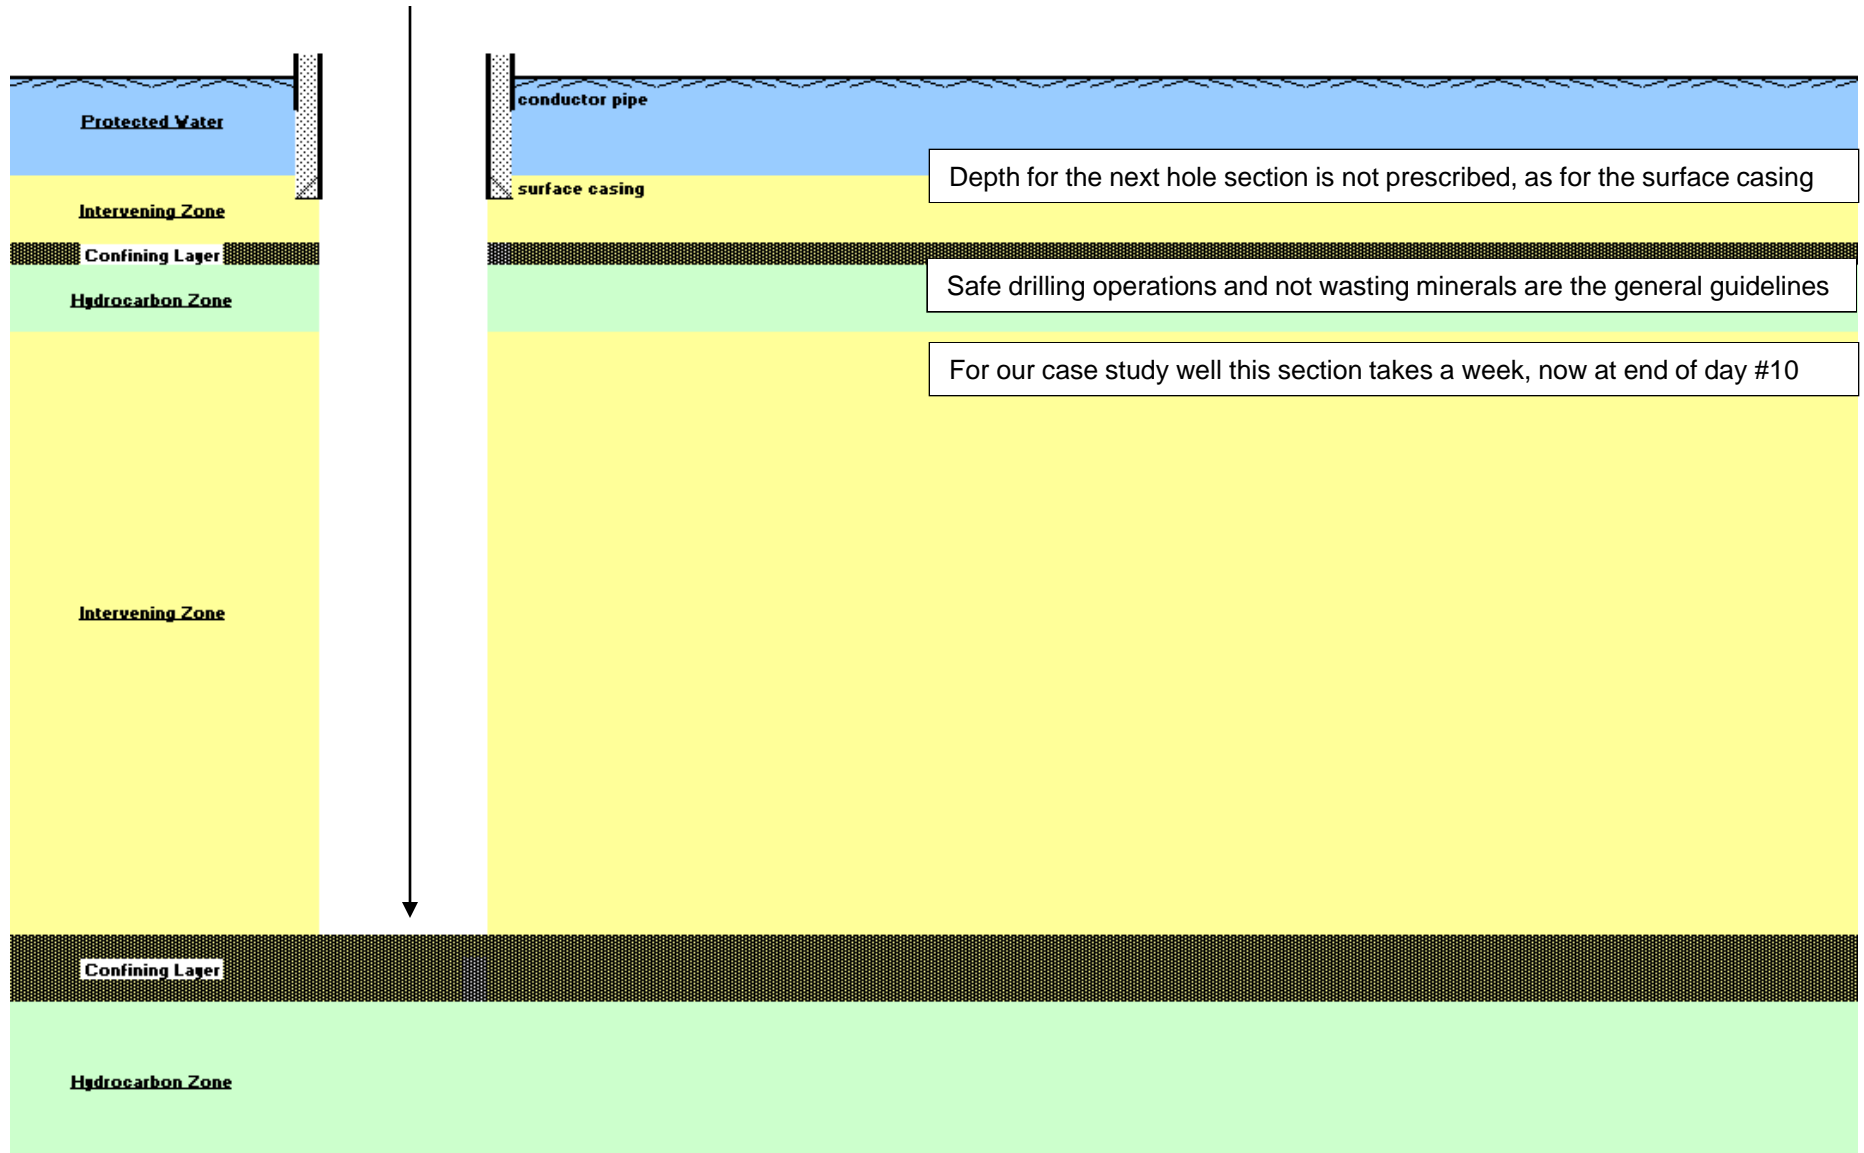 conductor pipe
Protected Water
Depth for the next hole section is not prescribed, as for the surface casing
surface casing
Intervening Zone
Confining Layer
Safe drilling operations and not wasting minerals are the general guidelines
Hydrocarbon Zone
For our case study well this section takes a week, now at end of day #10
Intervening Zone
Confining Layer
Hydrocarbon Zone